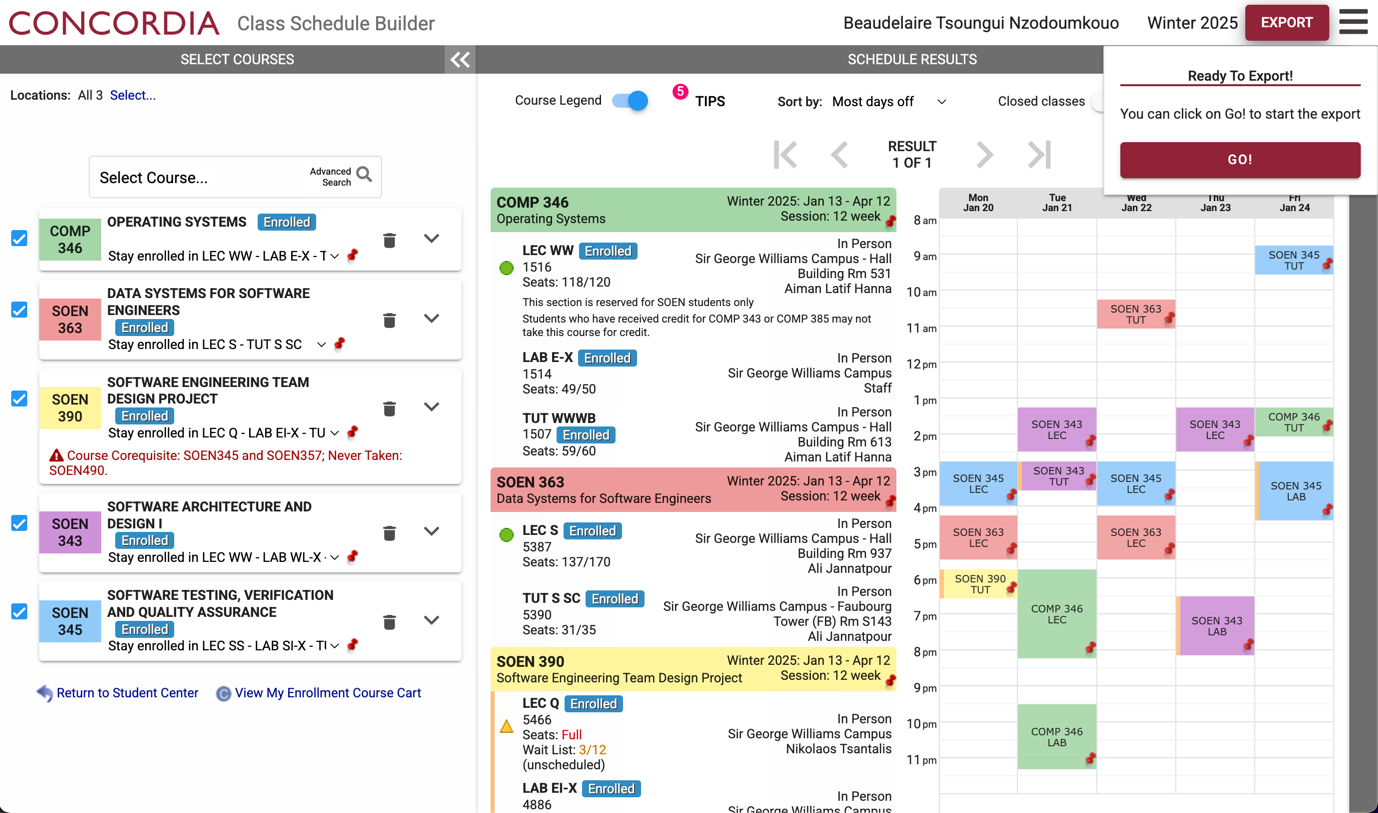 CONCORDIA Class Schedule Builder
Beaudelaire Tsoungui Nzodoumkouo Winter 2025 EXPORT
SELECT COURSES
SCHEDULE RESULTS
Ready To Export!
You can click on Go! to start the export
GO!
Locations: All 3 Select...
Select Course...
Advanced
Search
COMP
346
OPERATING SYSTEMS Enrolled
Stay enrolled in LEC WW - LAB E-X - T
SOEN
363
DATA SYSTEMS FOR SOFTWARE
ENGINEERS
Enrolled
Stay enrolled in LEC S - TUT S SC
SOEN
390
SOFTWARE ENGINEERING TEAM
DESIGN PROJECT
Enrolled
Stay enrolled in LEC Q - LAB EI-X - TU
Course Corequisite: SOEN345 and SOEN357; Never Taken:
SOEN490.
SOEN
343
SOFTWARE ARCHITECTURE AND
DESIGN I
Enrolled
Stay enrolled in LEC WW - LAB WL-X -
SOEN
345
SOFTWARE TESTING, VERIFICATION
AND QUALITY ASSURANCE
Enrolled
Stay enrolled in LEC SS - LAB SI-X - TU
Return to Student Center
C View My Enrollment Course Cart
Course Legend
5
TIPS
Sort by: Most days off
Closed classes
RESULT
1 OF 1
COMP 346 Winter 2025: Jan 13 - Apr 12
Operating Systems Session: 12 week
LEC WW Enrolled
1516
Seats: 118/120
In Person
Sir George Williams Campus - Hall
Building Rm 531
Aiman Latif Hanna
This section is reserved for SOEN students only
Students who have received credit for COMP 343 or COMP 385 may not
take this course for credit.
LAB E-X Enrolled
1514
Seats: 49/50
In Person
Sir George Williams Campus
Staff
TUT WWWB
1507 Enrolled
Seats: 59/60
In Person
Sir George Williams Campus - Hall
Building Rm 613
Aiman Latif Hanna
SOEN 363 Winter 2025: Jan 13 - Apr 12
Data Systems for Software Engineers Session: 12 week
LEC S Enrolled
5387
Seats: 137/170
In Person
Sir George Williams Campus - Hall
Building Rm 937
Ali Jannatpour
TUT S SC Enrolled
5390
Seats: 31/35
In Person
Sir George Williams Campus - Faubourg
Tower (FB) Rm S143
Ali Jannatpour
SOEN 390 Winter 2025: Jan 13 - Apr 12
Software Engineering Team Design Project Session: 12 week
LEC Q Enrolled
5466
Seats: Full
Wait List: 3/12
(unscheduled)
In Person
Sir George Williams Campus
Nikolaos Tsantalis
LAB EI-X Enrolled
4886
In Person
Sir George Williams Campus
Mon
Jan 20
Tue
Jan 21
Wed
Jan 22
Thu
Jan 23
Fri
Jan 24
8 am
9 am
SOEN 345
TUT
10 am
SOEN 363
TUT
11 am
12 pm
1 pm
SOEN 343
LEC
SOEN 343
LEC
COMP 346
TUT
2 pm
3 pm
SOEN 345
LEC
SOEN 343
TUT
SOEN 345
LEC
SOEN 345
LAB
4 pm
SOEN 363
LEC
SOEN 363
LEC
5 pm
6 pm
SOEN 390
TUT
COMP 346
LEC
SOEN 343
LAB
7 pm
8 pm
9 pm
10 pm
COMP 346
LAB
11 pm